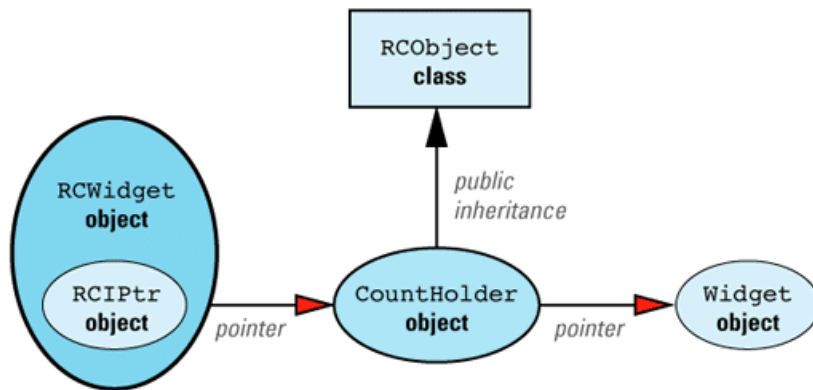 RCObject
class
RCWidget
object
public
inheritance
RCIPtr
object
pointer
CountHolder
object
pointer
Widget
object